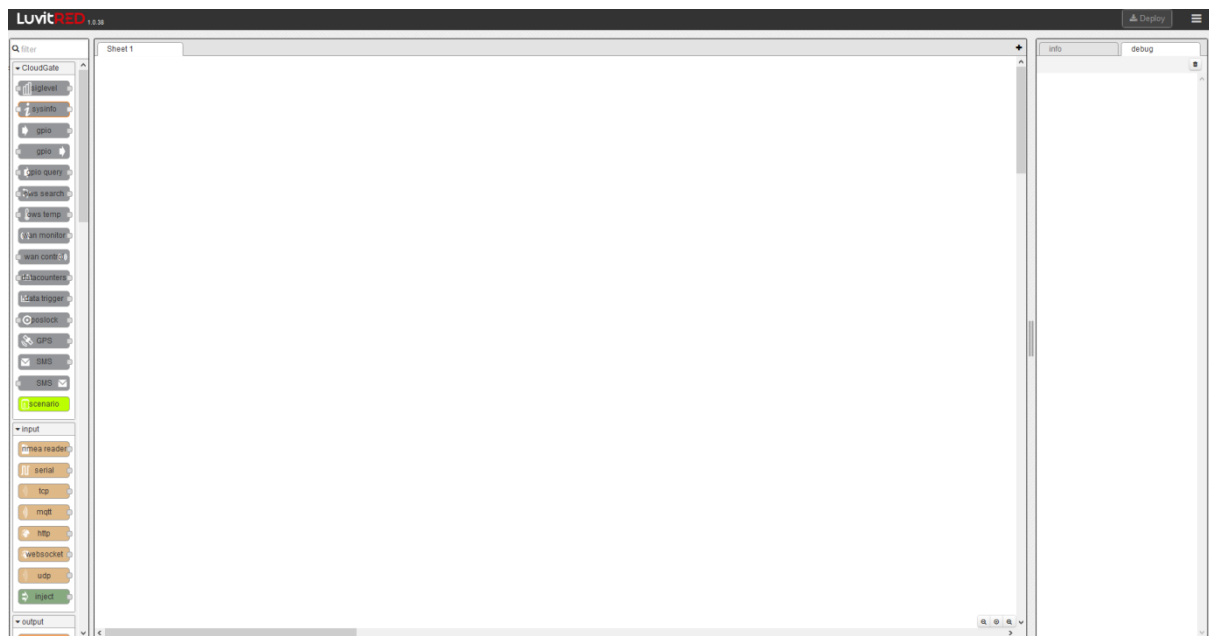 LuvitRED 1.0.38
Deploy
filter
Sheet 1
info
debug
CloudGate
siglevel
sysinfo
gpio
gpio
gpio query
ows search
ows temp
wan monitor
wan control
datacounters
data trigger
GPS
SMS
SMS
scenario
input
nmea reader
serial
tcp
mqtt
http
websocket
udp
inject
output